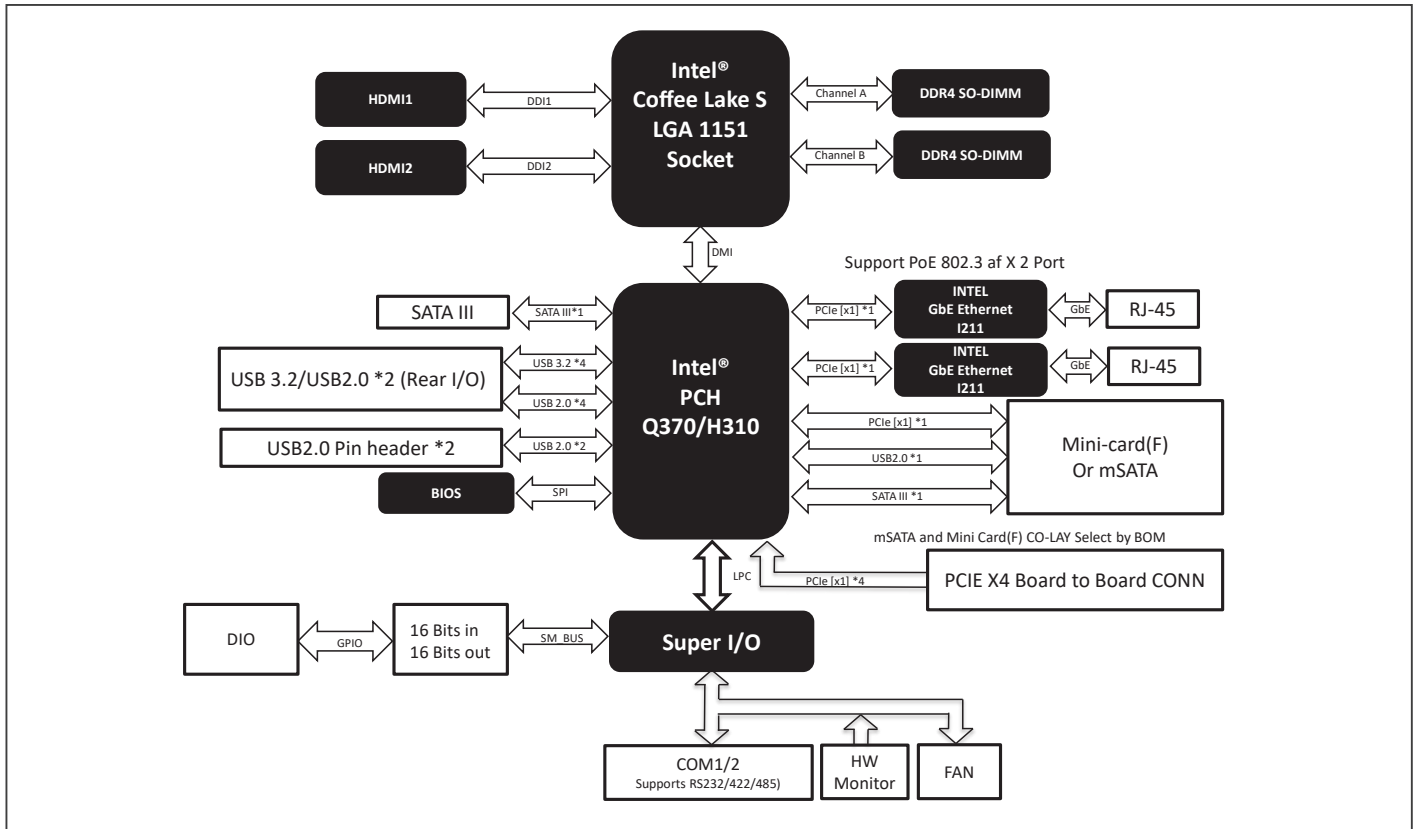 Intel®
Coffee Lake S
LGA 1151
Socket
HDMI1
DDI1
Channel A
DDR4 SO-DIMM
HDMI2
DDI2
Channel B
DDR4 SO-DIMM
DMI
Support PoE 802.3 af X 2 Port
SATA III
SATA III*1
Intel®
PCH
Q370/H310
PCIe [x1] *1
INTEL
GbE Ethernet
I211
GbE
RJ-45
USB 3.2/USB2.0 *2 (Rear I/O)
USB 3.2 *4
USB 2.0 *4
PCIe [x1] *1
INTEL
GbE Ethernet
I211
GbE
RJ-45
USB2.0 Pin header *2
USB 2.0 *2
PCIe [x1] *1
USB2.0 *1
SATA III *1
Mini-card(F)
Or mSATA
BIOS
SPI
mSATA and Mini Card(F) CO-LAY Select by BOM
LPC
PCIe [x1] *4
PCIE X4 Board to Board CONN
DIO
GPIO
16 Bits in
16 Bits out
SM_BUS
Super I/O
COM1/2
Supports RS232/422/485)
HW
Monitor
FAN